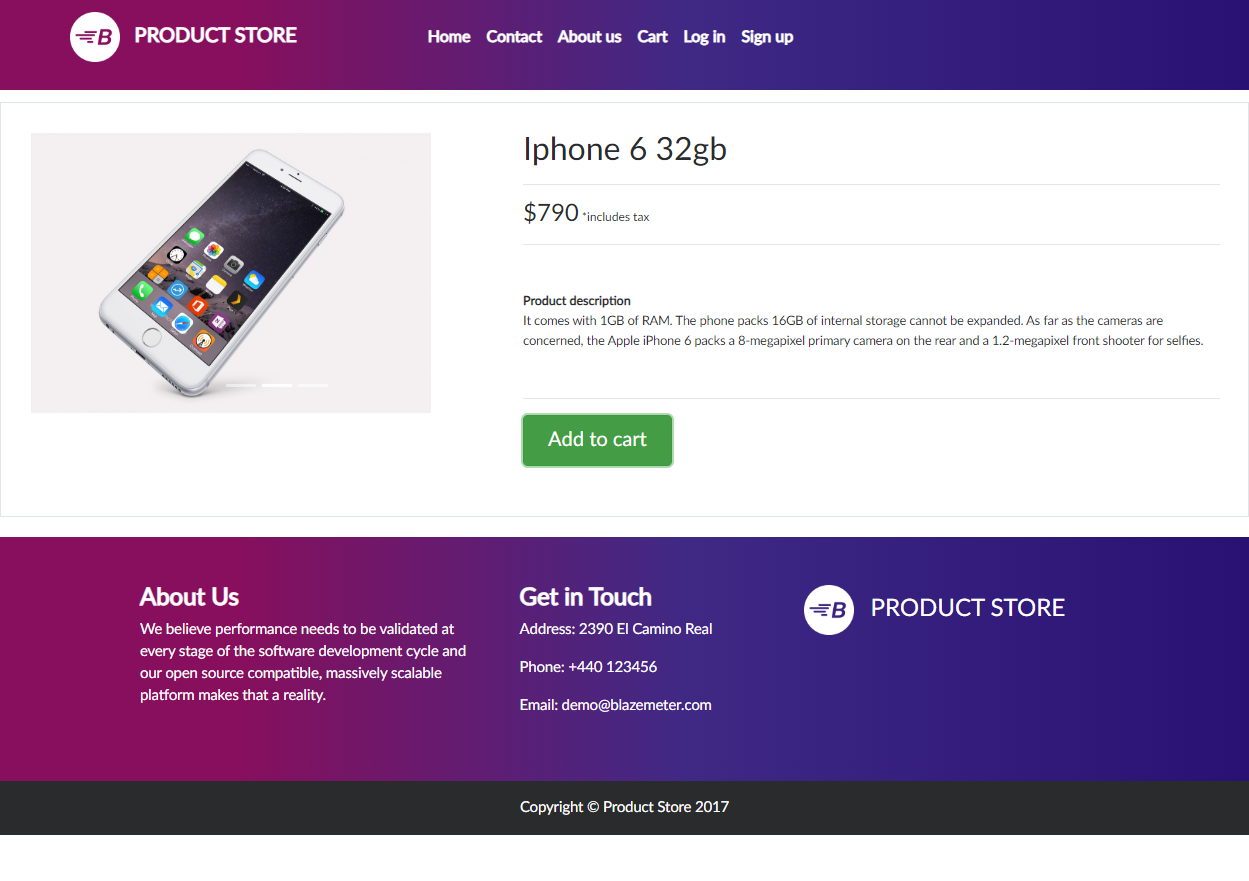 B PRODUCT STORE
Home Contact About us Cart Log in Sign up
Iphone 6 32gb
$790 *includes tax
Product description
It comes with 1GB of RAM. The phone packs 16GB of internal storage cannot be expanded. As far as the cameras are
concerned, the Apple iPhone 6 packs a 8-megapixel primary camera on the rear and a 1.2-megapixel front shooter for selfies.
Add to cart
About Us
We believe performance needs to be validated at
every stage of the software development cycle and
our open source compatible, massively scalable
platform makes that a reality.
Get in Touch
Address: 2390 El Camino Real
Phone: +440 123456
Email: demo@blazemeter.com
B PRODUCT STORE
Copyright © Product Store 2017